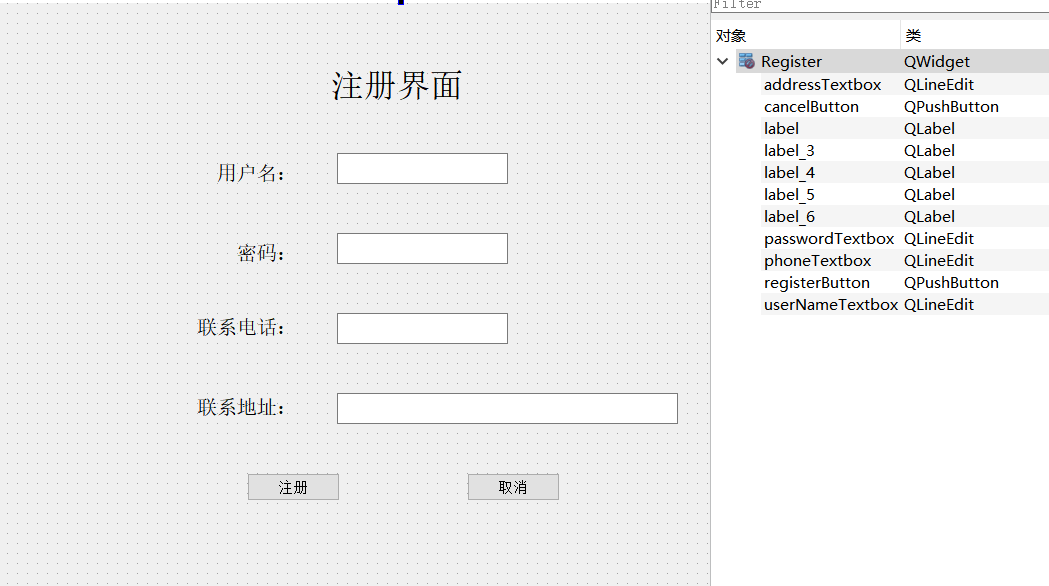 注册界面
用户名：
密码：
联系电话：
联系地址：
注册 取消
Filter
对象 类
Register QWidget
addressTextbox QLineEdit
cancelButton QPushButton
label QLabel
label_3 QLabel
label_4 QLabel
label_5 QLabel
label_6 QLabel
passwordTextbox QLineEdit
phoneTextbox QLineEdit
registerButton QPushButton
userNameTextbox QLineEdit